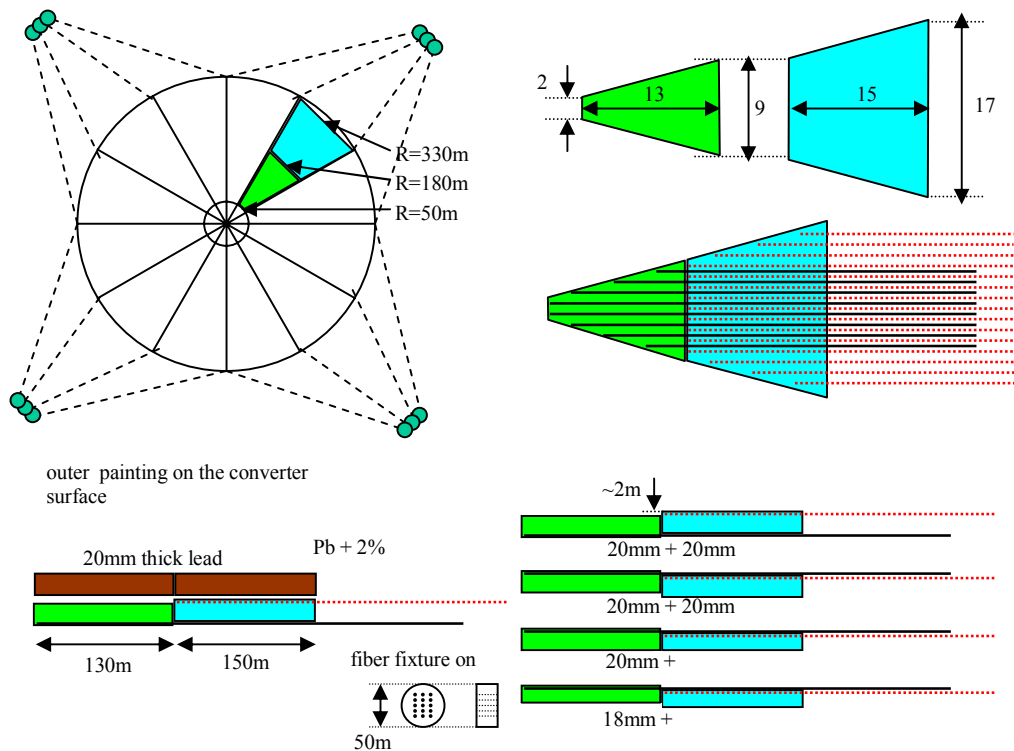 R=330m
R=180m
R=50m
2
13
9
15
17
outer painting on the converter
surface
20mm thick lead
Pb + 2%
130m
150m
fiber fixture on
50m
~2m
20mm + 20mm
20mm + 20mm
20mm +
18mm +